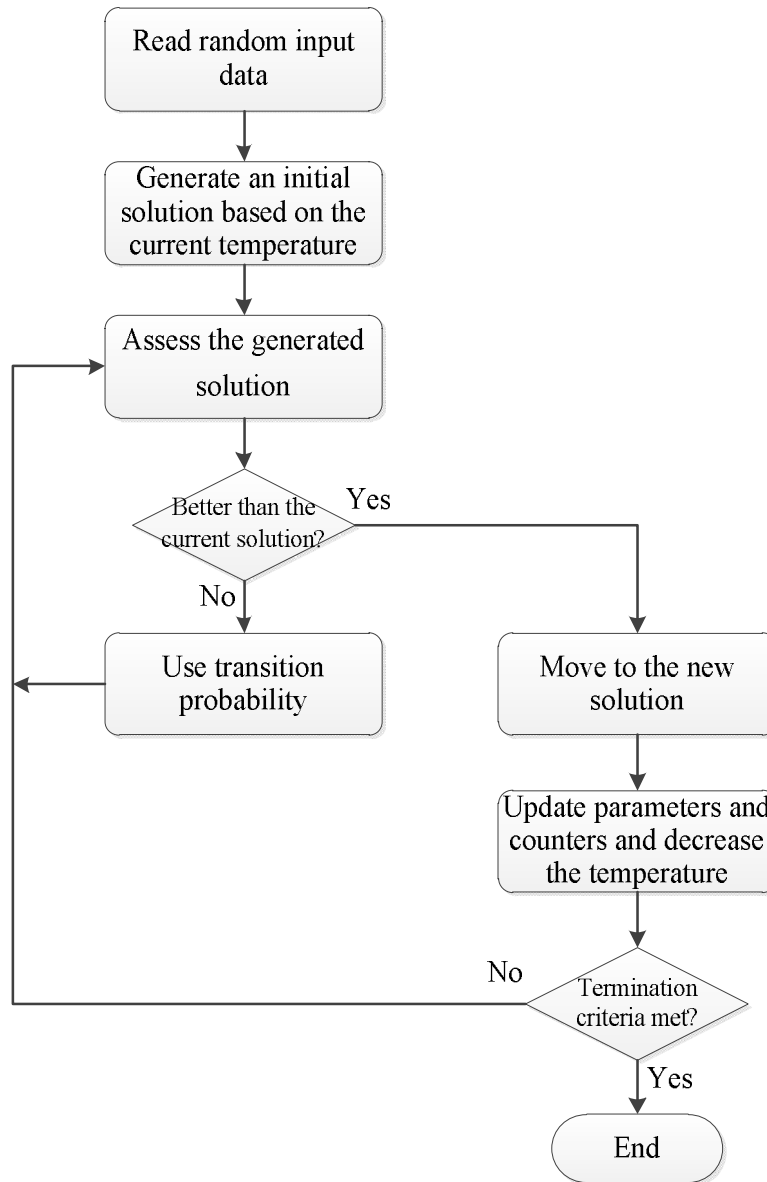 Read random input
data
Generate an initial
solution based on the
current temperature
Assess the generated
solution
Better than the
current solution?
Yes
No
Use transition
probability
Move to the new
solution
Update parameters and
counters and decrease
the temperature
No
Termination
criteria met?
Yes
End